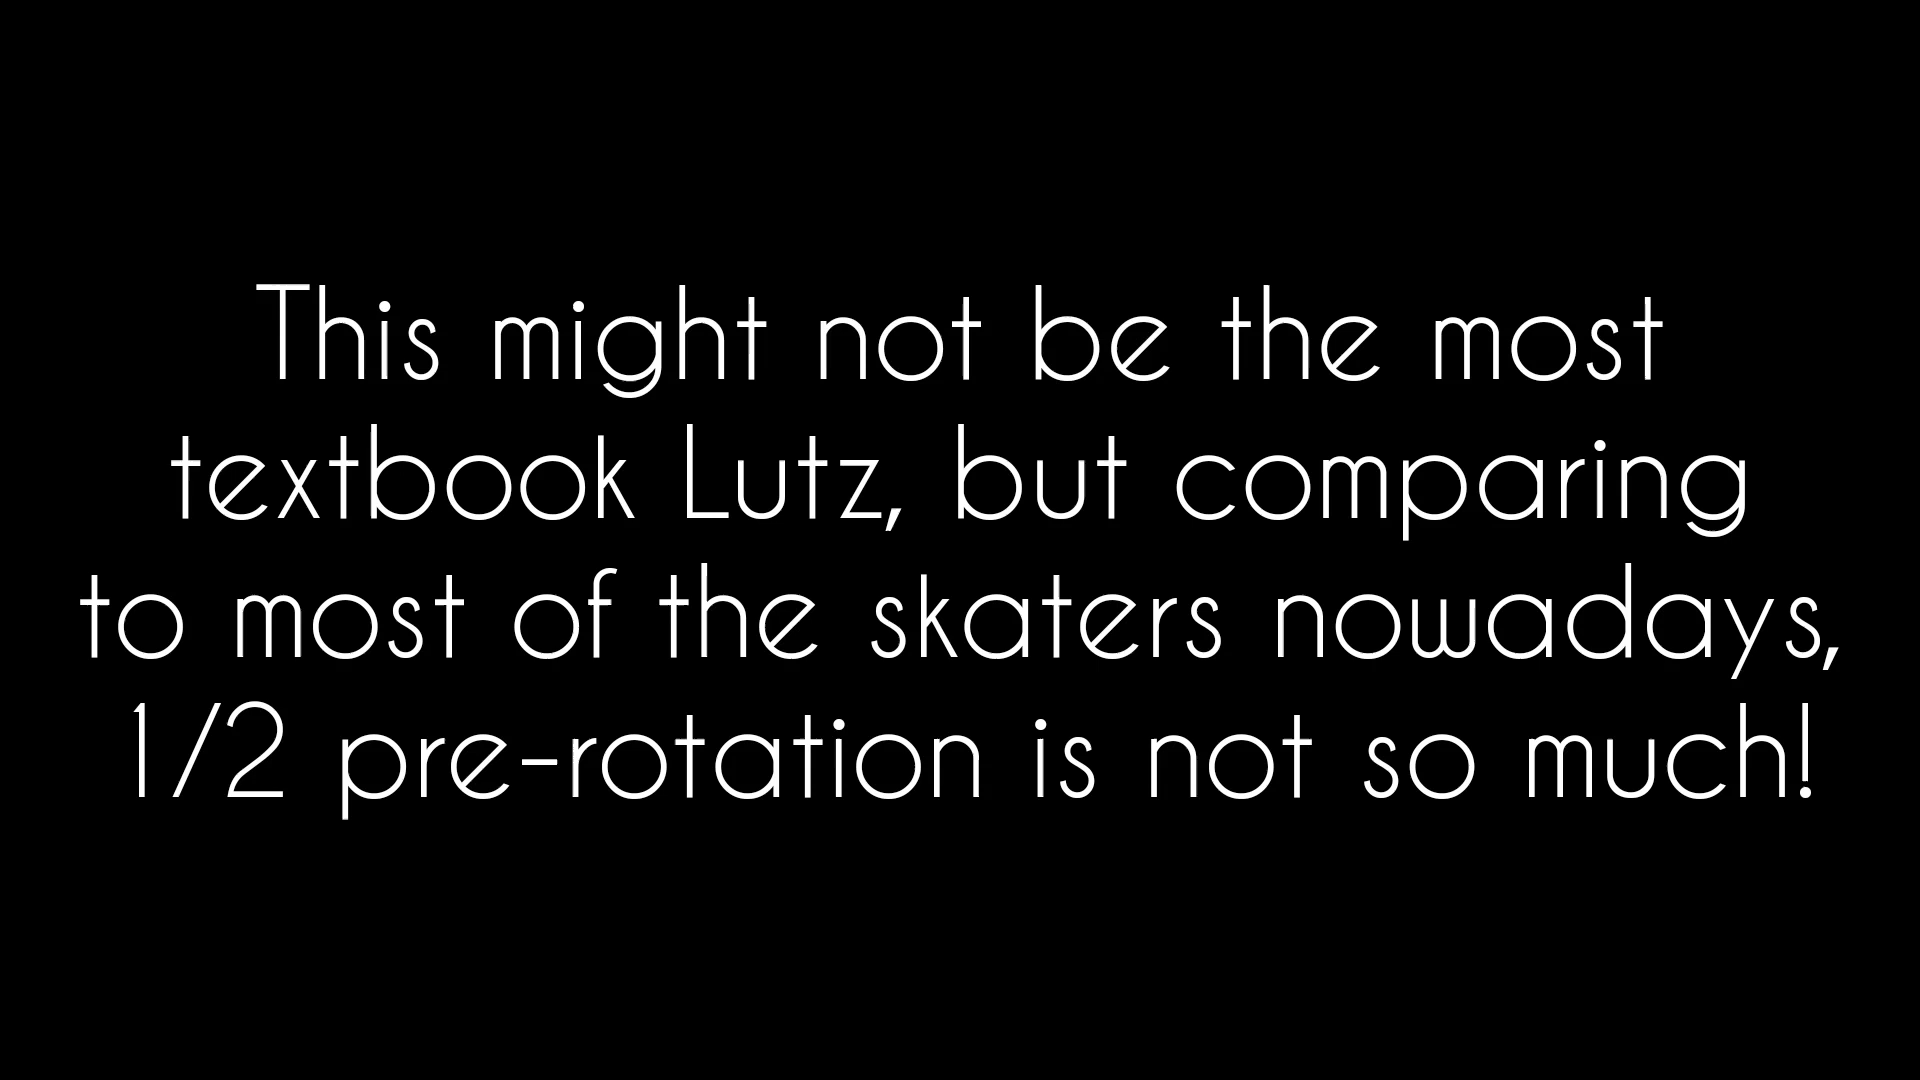 This might not be the most
textbook Lutz, but comparing
to most of the skaters nowadays,
1/2 pre-rotation is not so much!